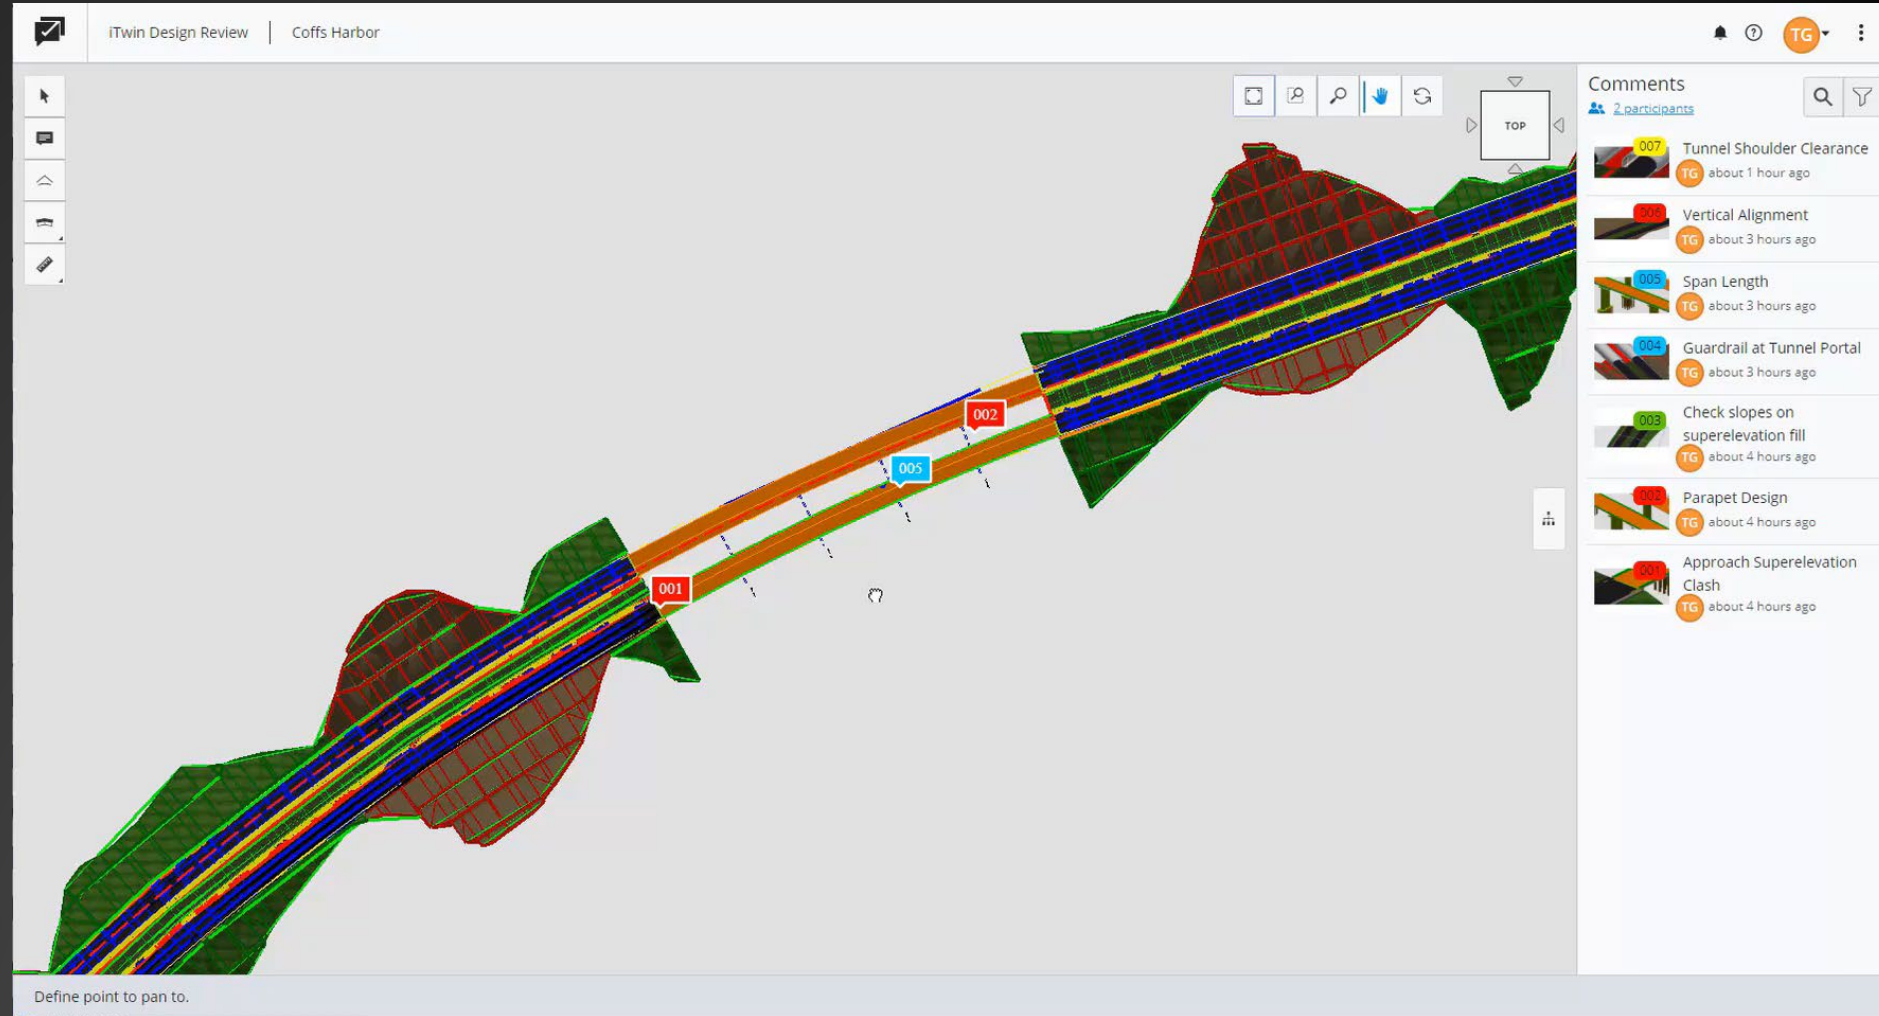 iTwin Design Review
Coffs Harbor
TG
TOP
Comments
2 participants
007
Tunnel Shoulder Clearance
TG
about 1 hour ago
006
Vertical Alignment
TG
about 3 hours ago
005
Span Length
TG
about 3 hours ago
004
Guardrail at Tunnel Portal
TG
about 3 hours ago
003
Check slopes on
superelevation fill
TG
about 4 hours ago
002
Parapet Design
TG
about 4 hours ago
001
Approach Superelevation
Clash
TG
about 4 hours ago
002
005
001
Define point to pan to.